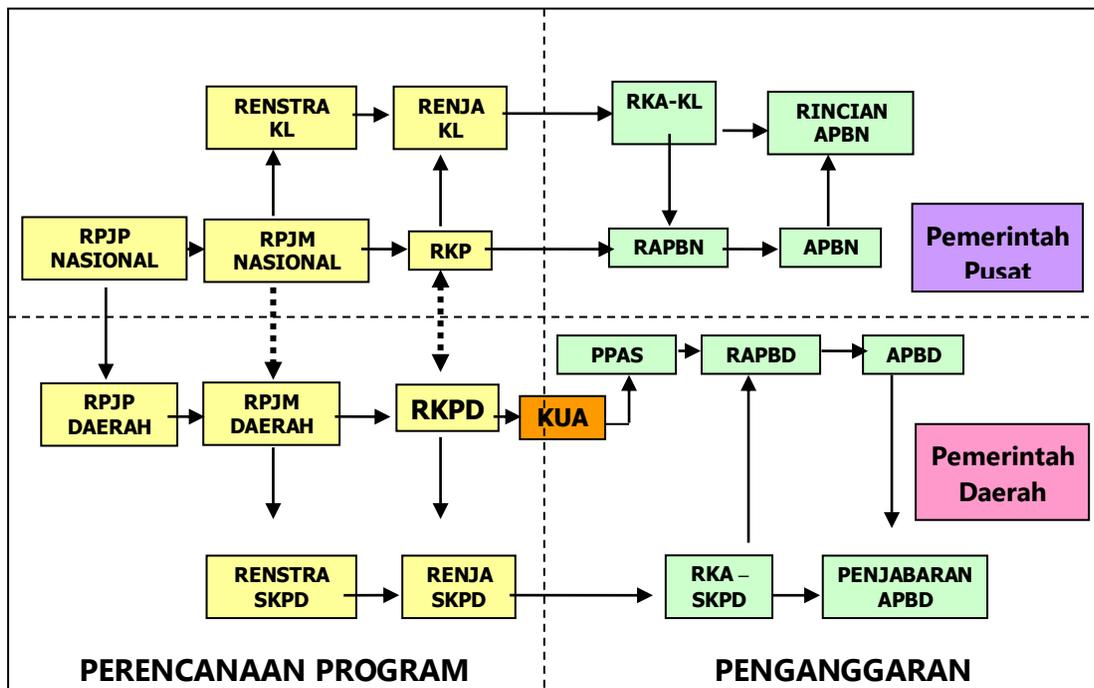 RENSTRA
KL
RENJA
KL
RKA-KL
RINCIAN
APBN
RPJP
NASIONAL
RPJM
NASIONAL
RKP
RAPBN
APBN
Pemerintah
Pusat
PPAS
RAPBD
APBD
RPJP
DAERAH
RPJM
DAERAH
RKPD
KUA
Pemerintah
Daerah
RENSTRA
SKPD
RENJA
SKPD
RKA –
SKPD
PENJABARAN
APBD
PERENCANAAN PROGRAM
PENGANGGARAN